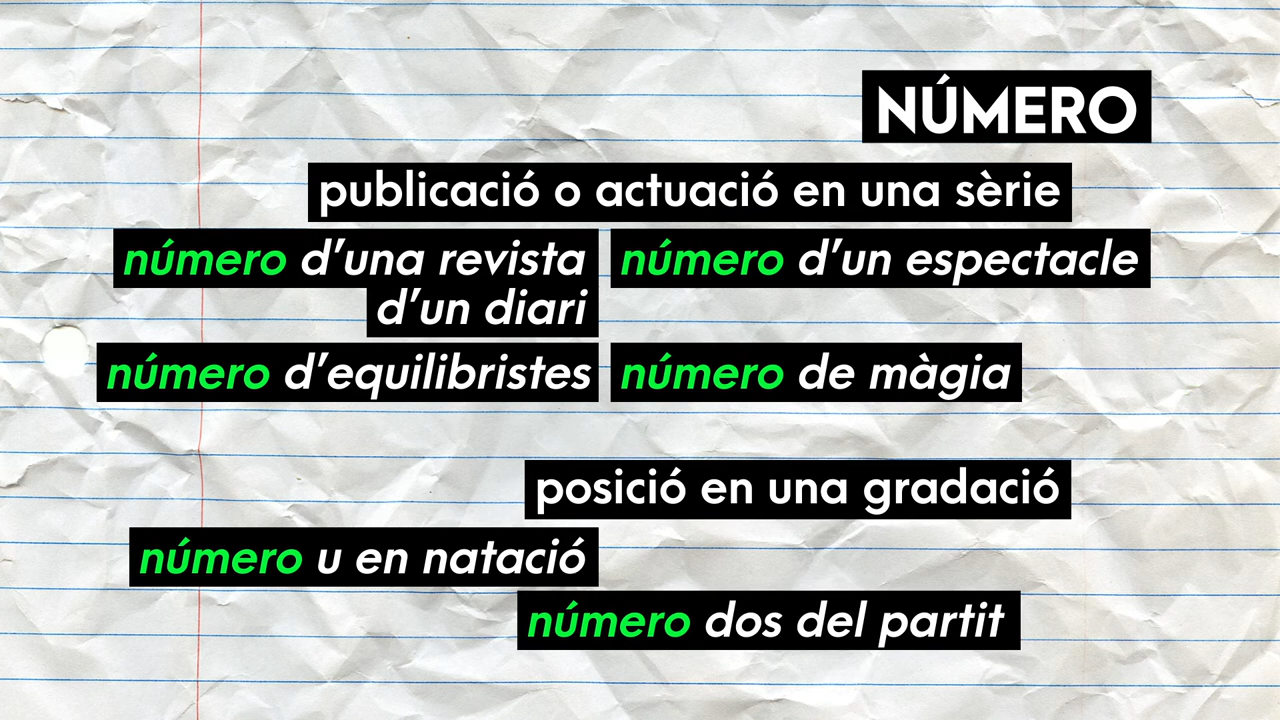 NÚMERO
publicació o actuació en una sèrie
número d’una revista
d’un diari
número d’un espectacle
número d’equilibristes
número de màgia
posició en una gradació
número u en natació
número dos del partit